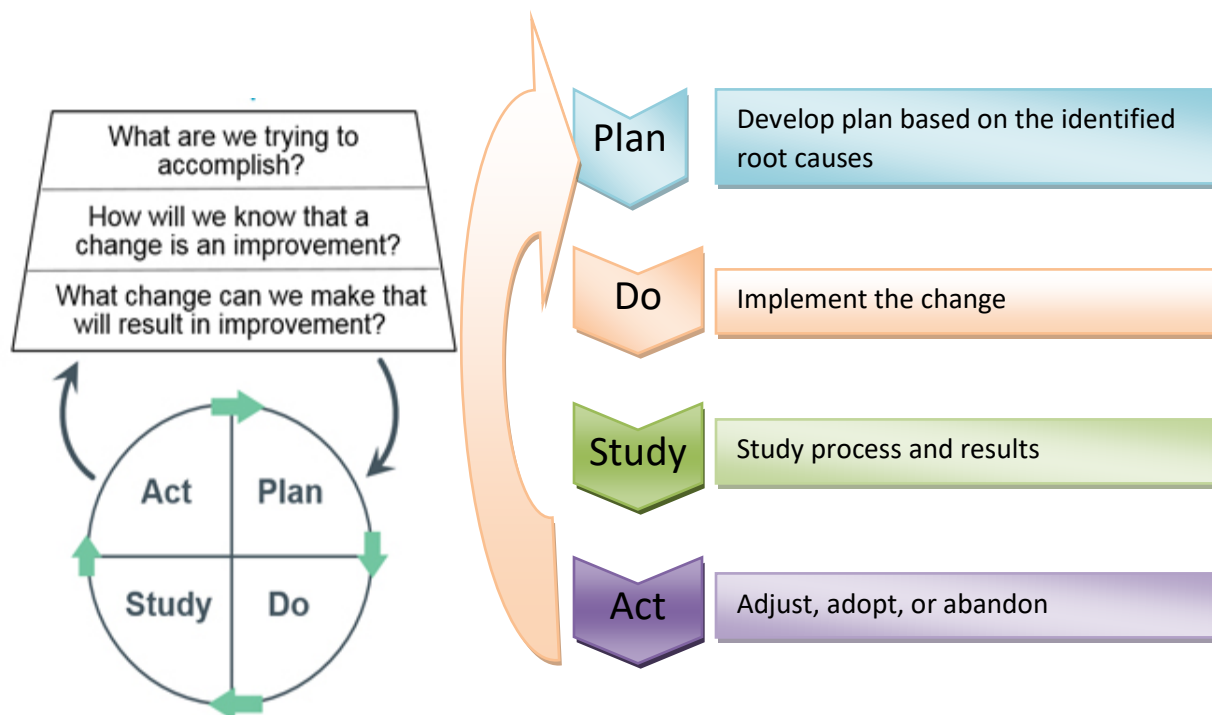 What are we trying to
accomplish?
How will we know that a
change is an improvement?
What change can we make that
will result in improvement?
Act
Plan
Study
Do
Plan
Develop plan based on the identified
root causes
Do
Implement the change
Study
Study process and results
Act
Adjust, adopt, or abandon